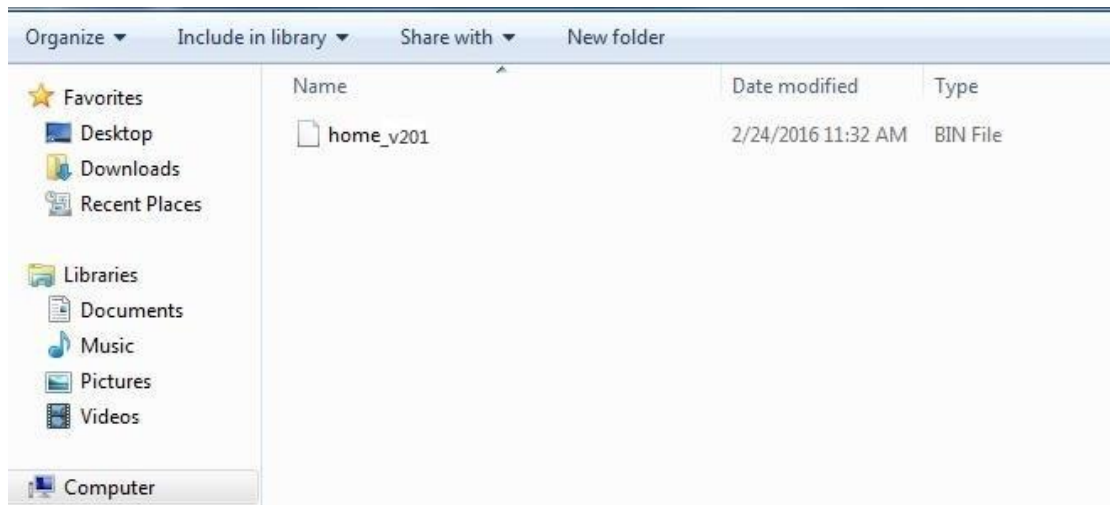 Organize Include in library Share with New folder
Favorites
Desktop
Downloads
Recent Places
Libraries
Documents
Music
Pictures
Videos
Computer
Name Date modified Type
home_v201 2/24/2016 11:32 AM BIN File